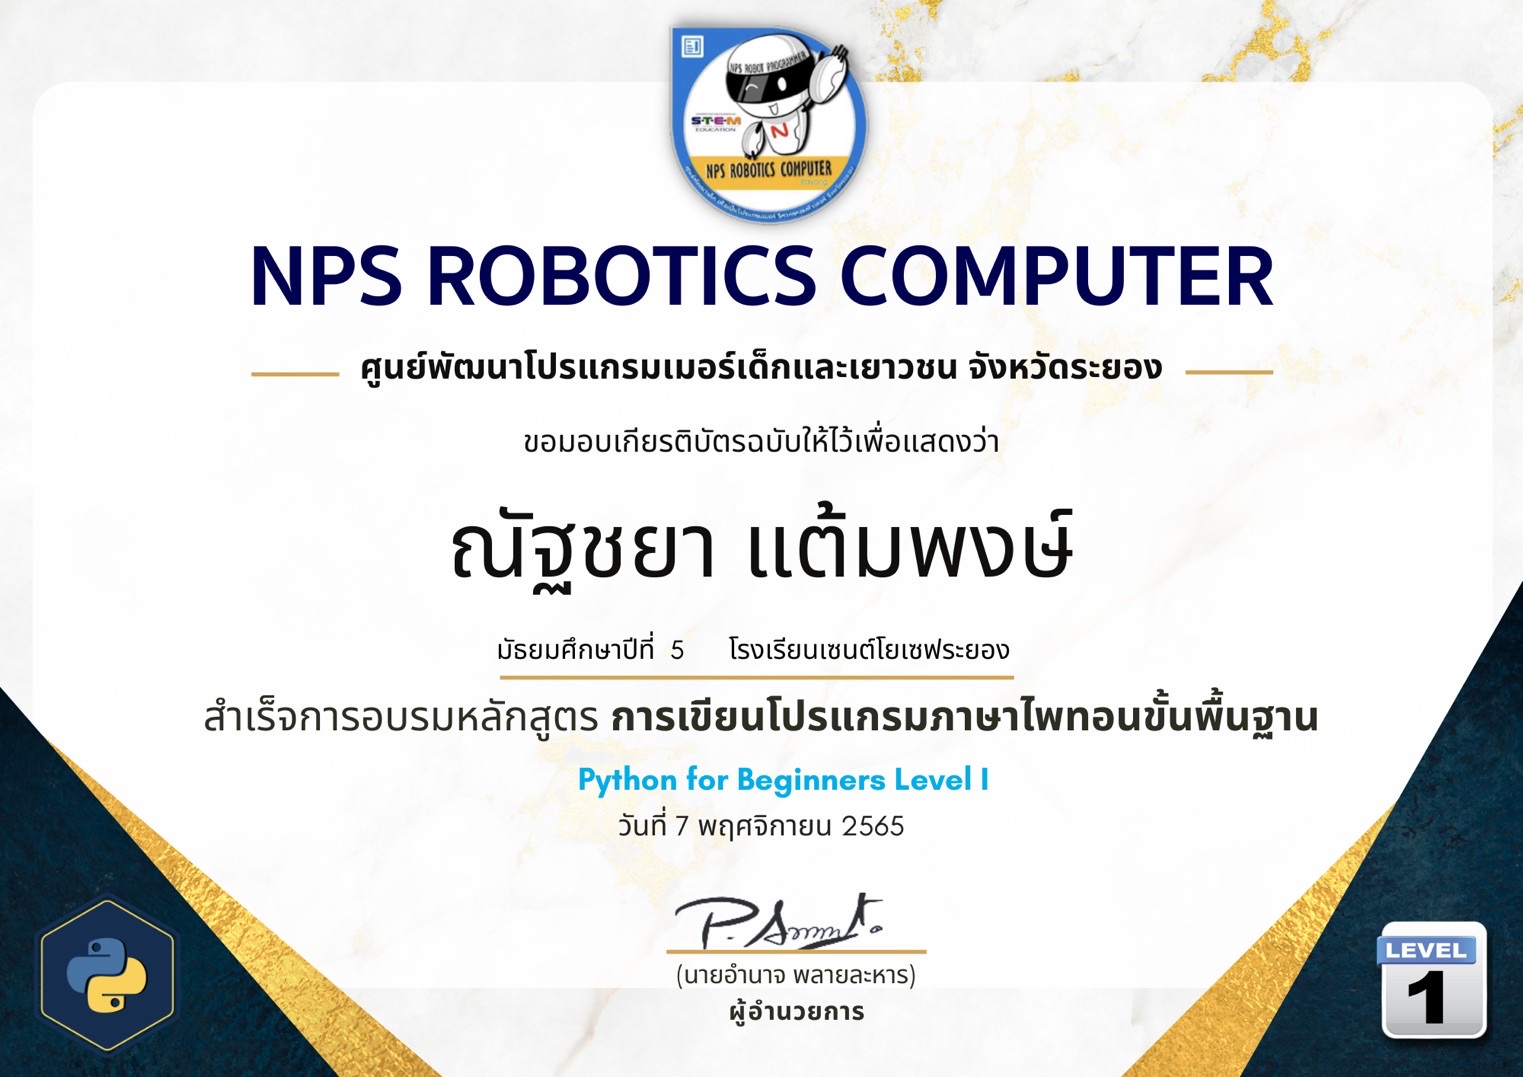 NPS ROBOT PROGRAMMER
S·T·E·M
EDUCATION
N
NPS ROBOTICS COMPUTER
NPS ROBOTICS COMPUTER
ศูนย์พัฒนาโปรแกรมเมอร์เด็กและเยาวชน จังหวัดระยอง
ขอมอบเกียรติบัตรฉบับให้ไว้เพื่อแสดงว่า
ณัฐชยา แต้มพงษ์
มัธยมศึกษาปีที่ 5 โรงเรียนเซนต์โยเซฟระยอง
สำเร็จการอบรมหลักสูตร การเขียนโปรแกรมภาษาไพทอนขั้นพื้นฐาน
Python for Beginners Level I
วันที่ 7 พฤศจิกายน 2565
(นายอำนาจ พลายละหาร)
ผู้อำนวยการ
LEVEL
1